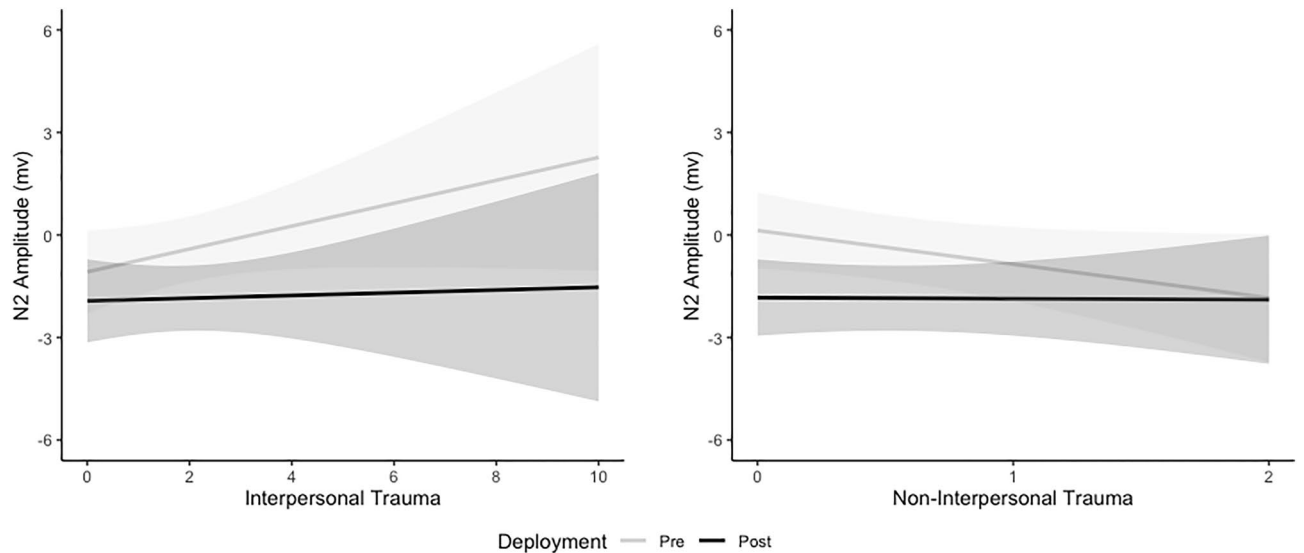 N2 Amplitude (mv)
6
3
0
-3
-6
0 2 4 6 8 10
Interpersonal Trauma
N2 Amplitude (mv)
6
3
0
-3
-6
0 1 2
Non-Interpersonal Trauma
Deployment Pre Post